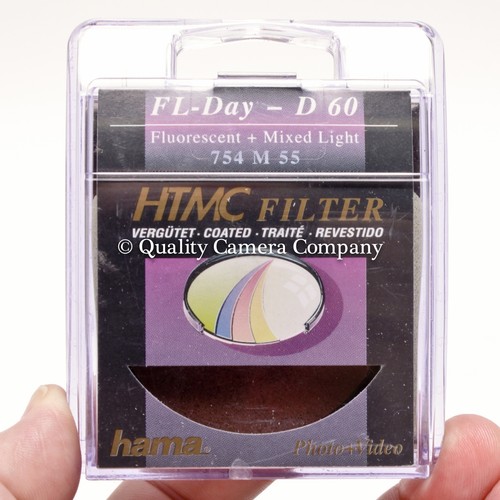 FL-Day – D 60
Fluorescent + Mixed Light
754 M 55
HTMC FILTER
VERGÜTET · COATED · TRAITÉ · REVESTIDO
© Quality Camera Company
hama®
Photo+Video